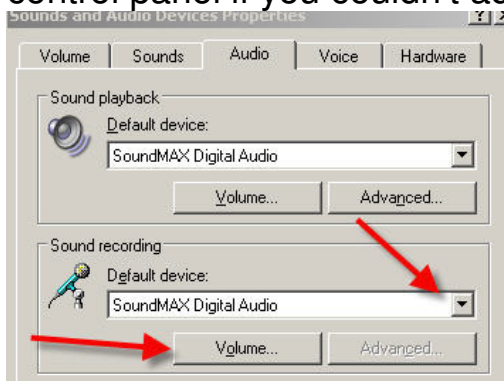 control panel if you couldn't ac
Sounds and Audio Devices Properties
Volume Sounds Audio Voice Hardware
Sound playback
Default device:
SoundMAX Digital Audio
Volume... Advanced...
Sound recording
Default device:
SoundMAX Digital Audio
Volume... Advanced...